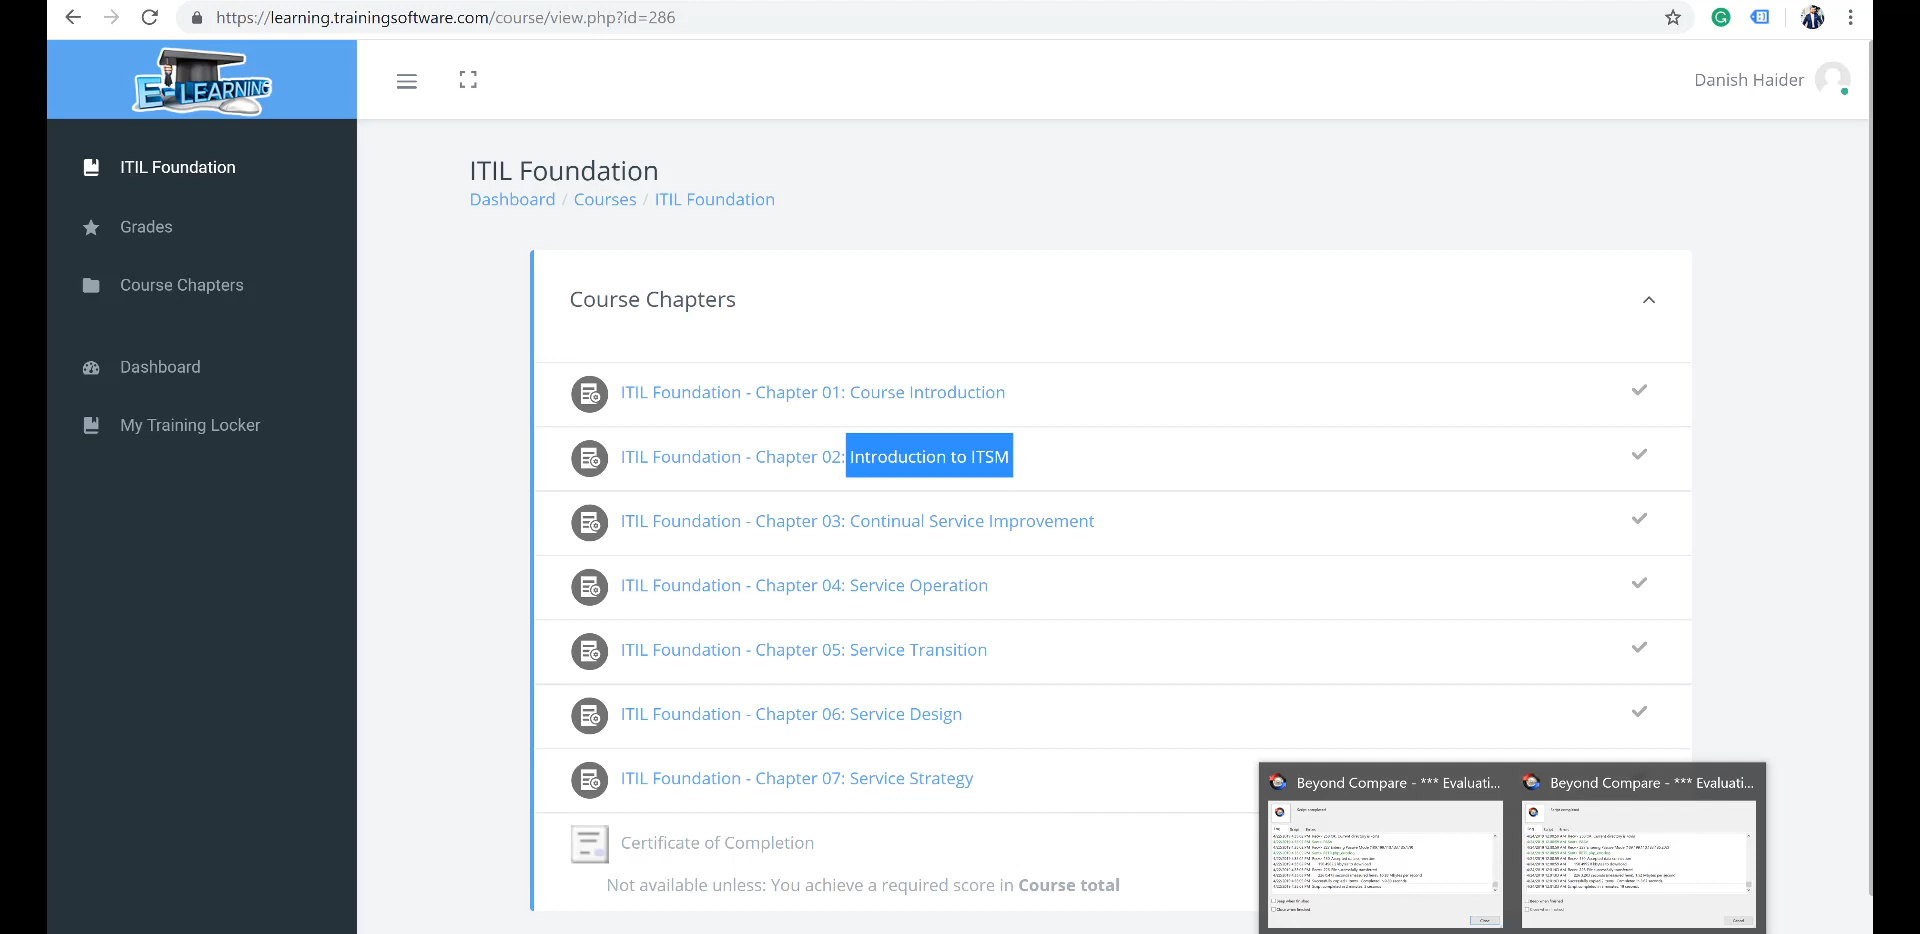 https://learning.trainingsoftware.com/course/view.php?id=286
E-LEARNING
Danish Haider
ITIL Foundation
Grades
Course Chapters
Dashboard
My Training Locker
ITIL Foundation
Dashboard / Courses / ITIL Foundation
Course Chapters
ITIL Foundation - Chapter 01: Course Introduction
ITIL Foundation - Chapter 02: Introduction to ITSM
ITIL Foundation - Chapter 03: Continual Service Improvement
ITIL Foundation - Chapter 04: Service Operation
ITIL Foundation - Chapter 05: Service Transition
ITIL Foundation - Chapter 06: Service Design
ITIL Foundation - Chapter 07: Service Strategy
Certificate of Completion
Not available unless: You achieve a required score in Course total
Beyond Compare - *** Evaluati...
Beyond Compare - *** Evaluati...